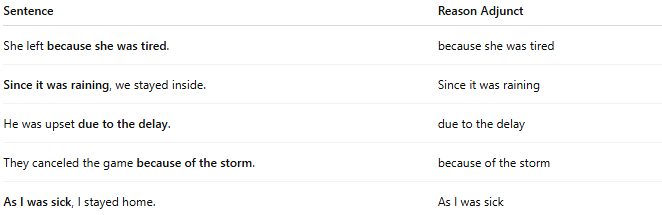 Sentence Reason Adjunct
She left because she was tired. because she was tired
Since it was raining, we stayed inside. Since it was raining
He was upset due to the delay. due to the delay
They canceled the game because of the storm. because of the storm
As I was sick, I stayed home. As I was sick